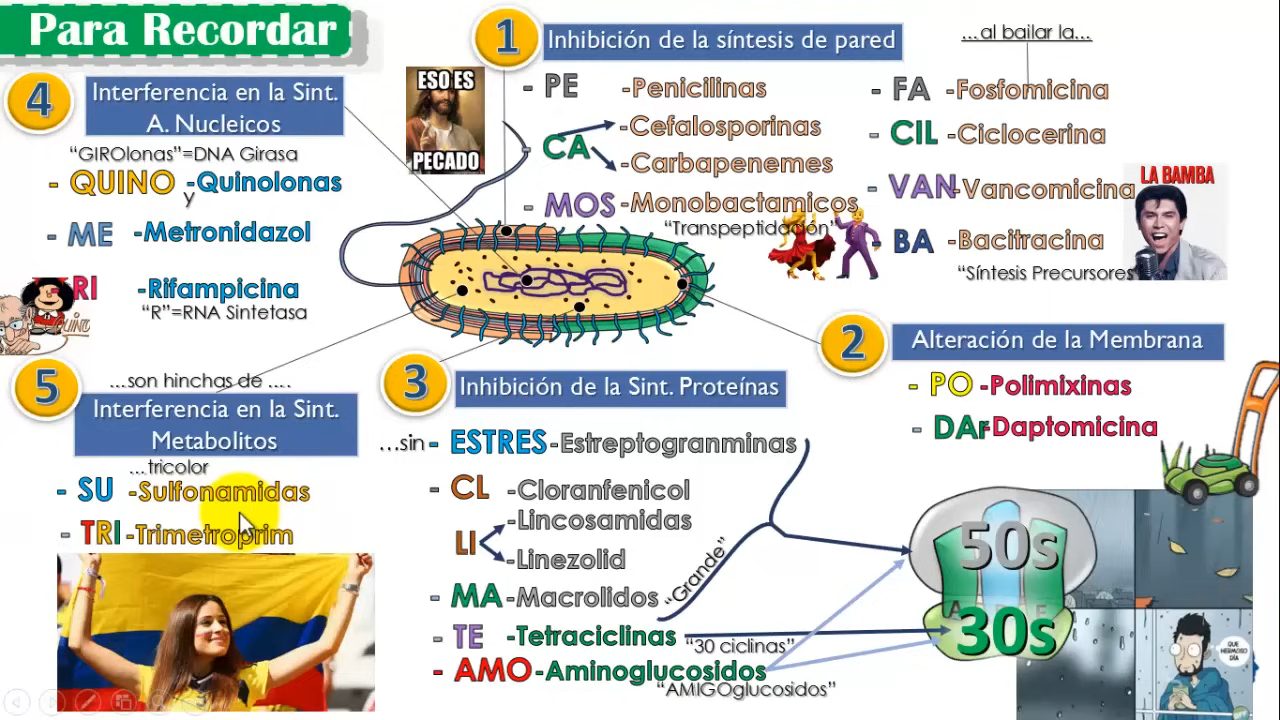 Para Recordar
1
Inhibición de la síntesis de pared
...al bailar la...
ESO ES
PECADO
- PE -Penicilinas
CA -Cefalosporinas
-Carbapenemes
- MOS -Monobactamicos
“Transpeptidación”
- FA -Fosfomicina
- CIL -Ciclocerina
- VAN -Vancomicina
- BA -Bacitracina
“Síntesis Precursores
LA BAMBA
4
Interferencia en la Sint.
A. Nucleicos
“GIROlonas”=DNA Girasa
- QUINO -Quinolonas
y
- ME -Metronidazol
RI -Rifampicina
“R”=RNA Sintetasa
2
Alteración de la Membrana
- PO -Polimixinas
- DAr -Daptomicina
5
...son hinchas de ....
Interferencia en la Sint.
Metabolitos
...tricolor
- SU -Sulfonamidas
- TRI -Trimetroprim
3
Inhibición de la Sint. Proteínas
...sin - ESTRES -Estreptogranminas
- CL -Cloranfenicol
LI -Lincosamidas
-Linezolid
- MA -Macrolidos
“Grande”
- TE -Tetraciclinas
“30 ciclinas”
- AMO -Aminoglucosidos
“AMIGOglucosidos”
50s
30s
QUE
HERMOSO
DÍA